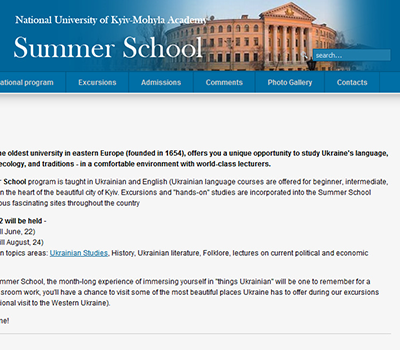 National University of Kyiv-Mohyla Academy
Summer School
search...
ational program Excursions Admissions Comments Photo Gallery Contacts
he oldest university in eastern Europe (founded in 1654), offers you a unique opportunity to study Ukraine's language,
ecology, and traditions - in a comfortable environment with world-class lecturers.
r School program is taught in Ukrainian and English (Ukrainian language courses are offered for beginner, intermediate,
in the heart of the beautiful city of Kyiv. Excursions and "hands-on" studies are incorporated into the Summer School
ous fascinating sites throughout the country
2 will be held -
ill June, 22)
till August, 24)
n topics areas: Ukrainian Studies, History, Ukrainian literature, Folklore, lectures on current political and economic
mmer School, the month-long experience of immersing yourself in "things Ukrainian" will be one to remember for a
sroom work, you'll have a chance to visit some of the most beautiful places Ukraine has to offer during our excursions
ional visit to the Western Ukraine).
me!